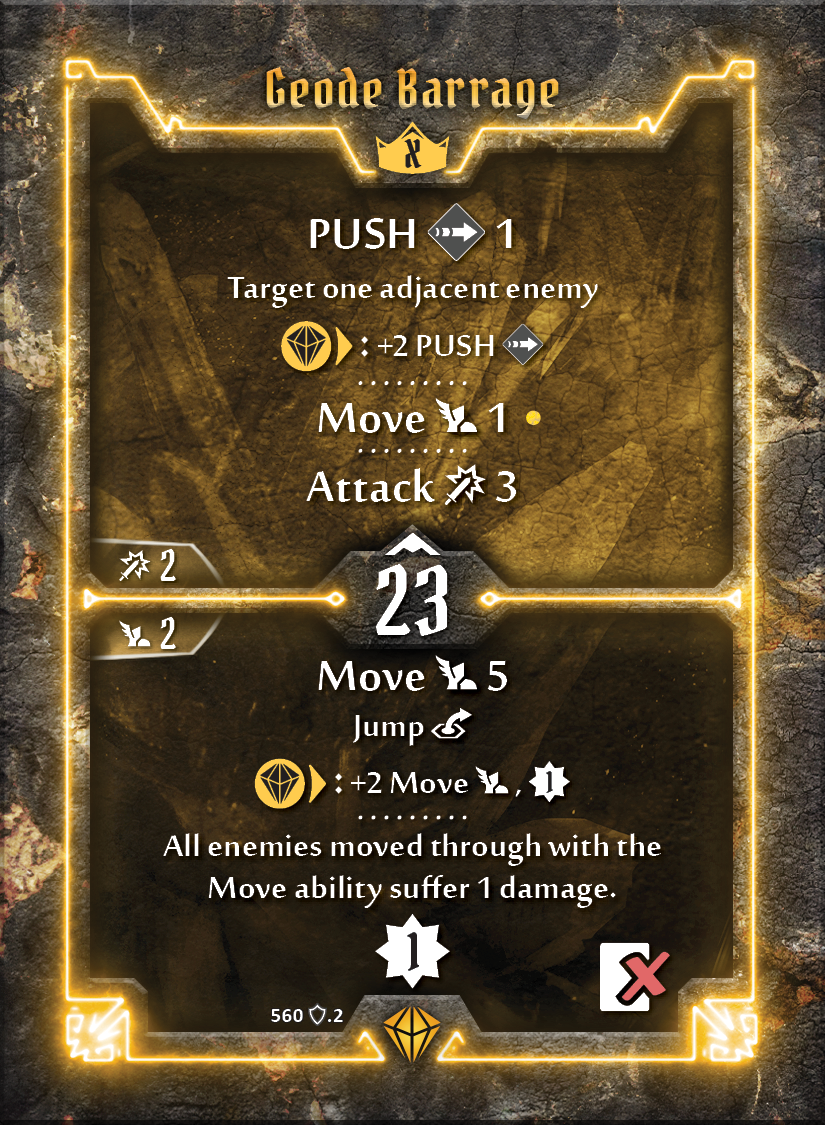 Geode Barrage
X
PUSH 1
Target one adjacent enemy
: +2 PUSH
Move 1
Attack 3
2
23
2
Move 5
Jump
: +2 Move , 1
All enemies moved through with the
Move ability suffer 1 damage.
1
560 .2